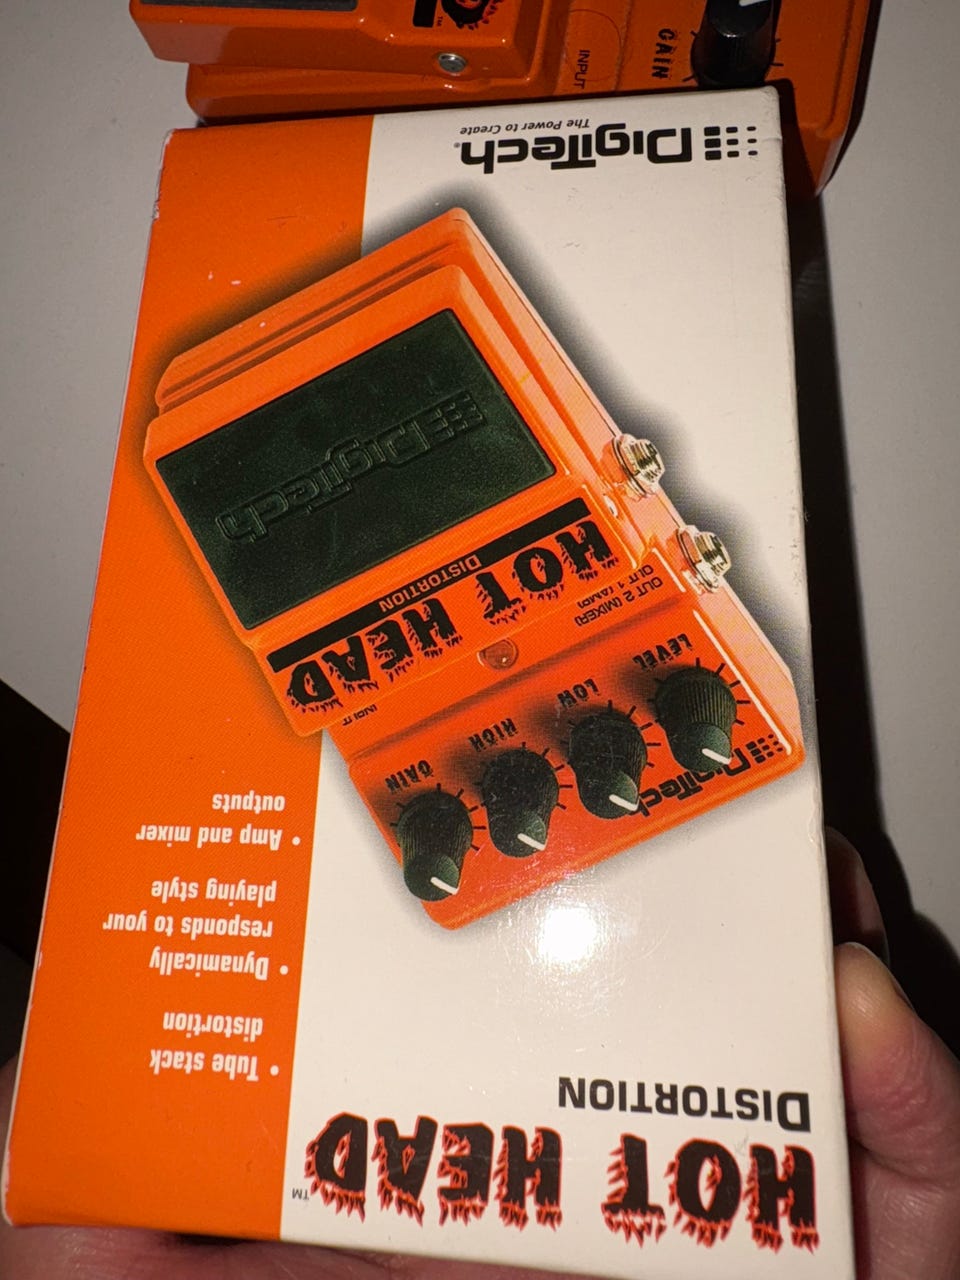 HOT HEAD™
DISTORTION
• Tube stack
distortion
• Dynamically
responds to your
playing style
• Amp and mixer
outputs
DigiTech
LEVEL
LOW
HIGH
GAIN
OUT 2 (MIXER)
OUT 1 (AMP)
INPUT
HOT HEAD
DISTORTION
DigiTech
DigiTech®
The Power to Create
GAIN
INPUT
™